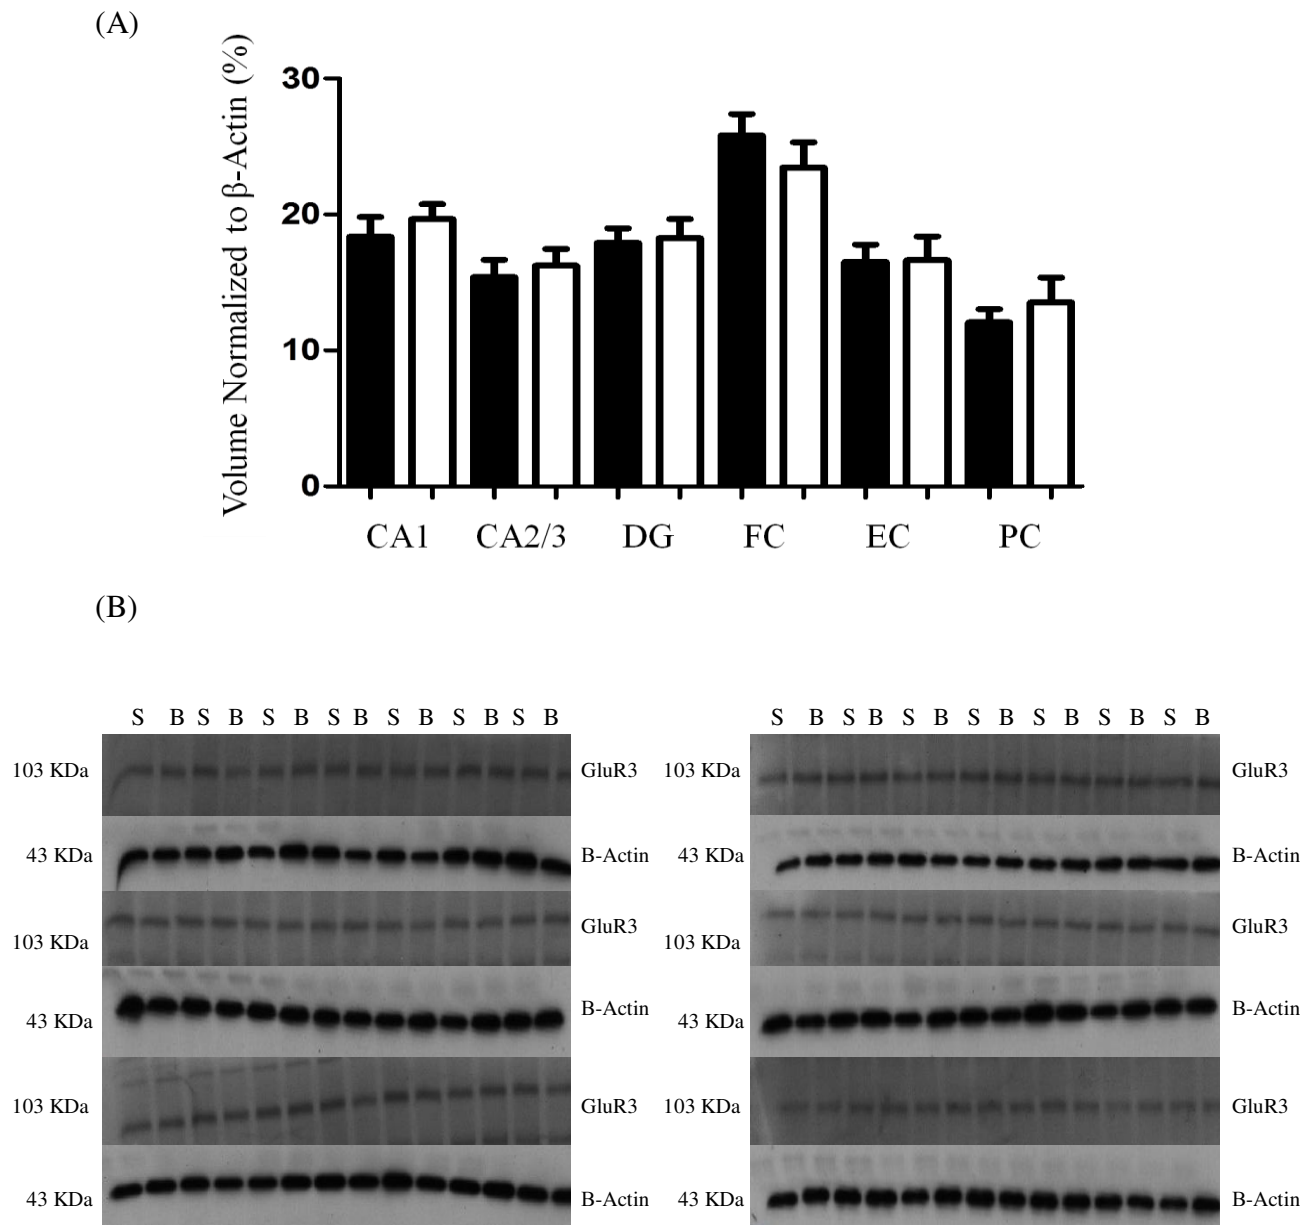 (A)
Volume Normalized to β-Actin (%)
30
20
10
0
CA1 CA2/3 DG FC EC PC
(B)
S B S B S B S B S B S B S B
103 KDa GluR3
43 KDa B-Actin
103 KDa GluR3
43 KDa B-Actin
103 KDa GluR3
43 KDa B-Actin
S B S B S B S B S B S B S B
103 KDa GluR3
43 KDa B-Actin
103 KDa GluR3
43 KDa B-Actin
103 KDa GluR3
43 KDa B-Actin